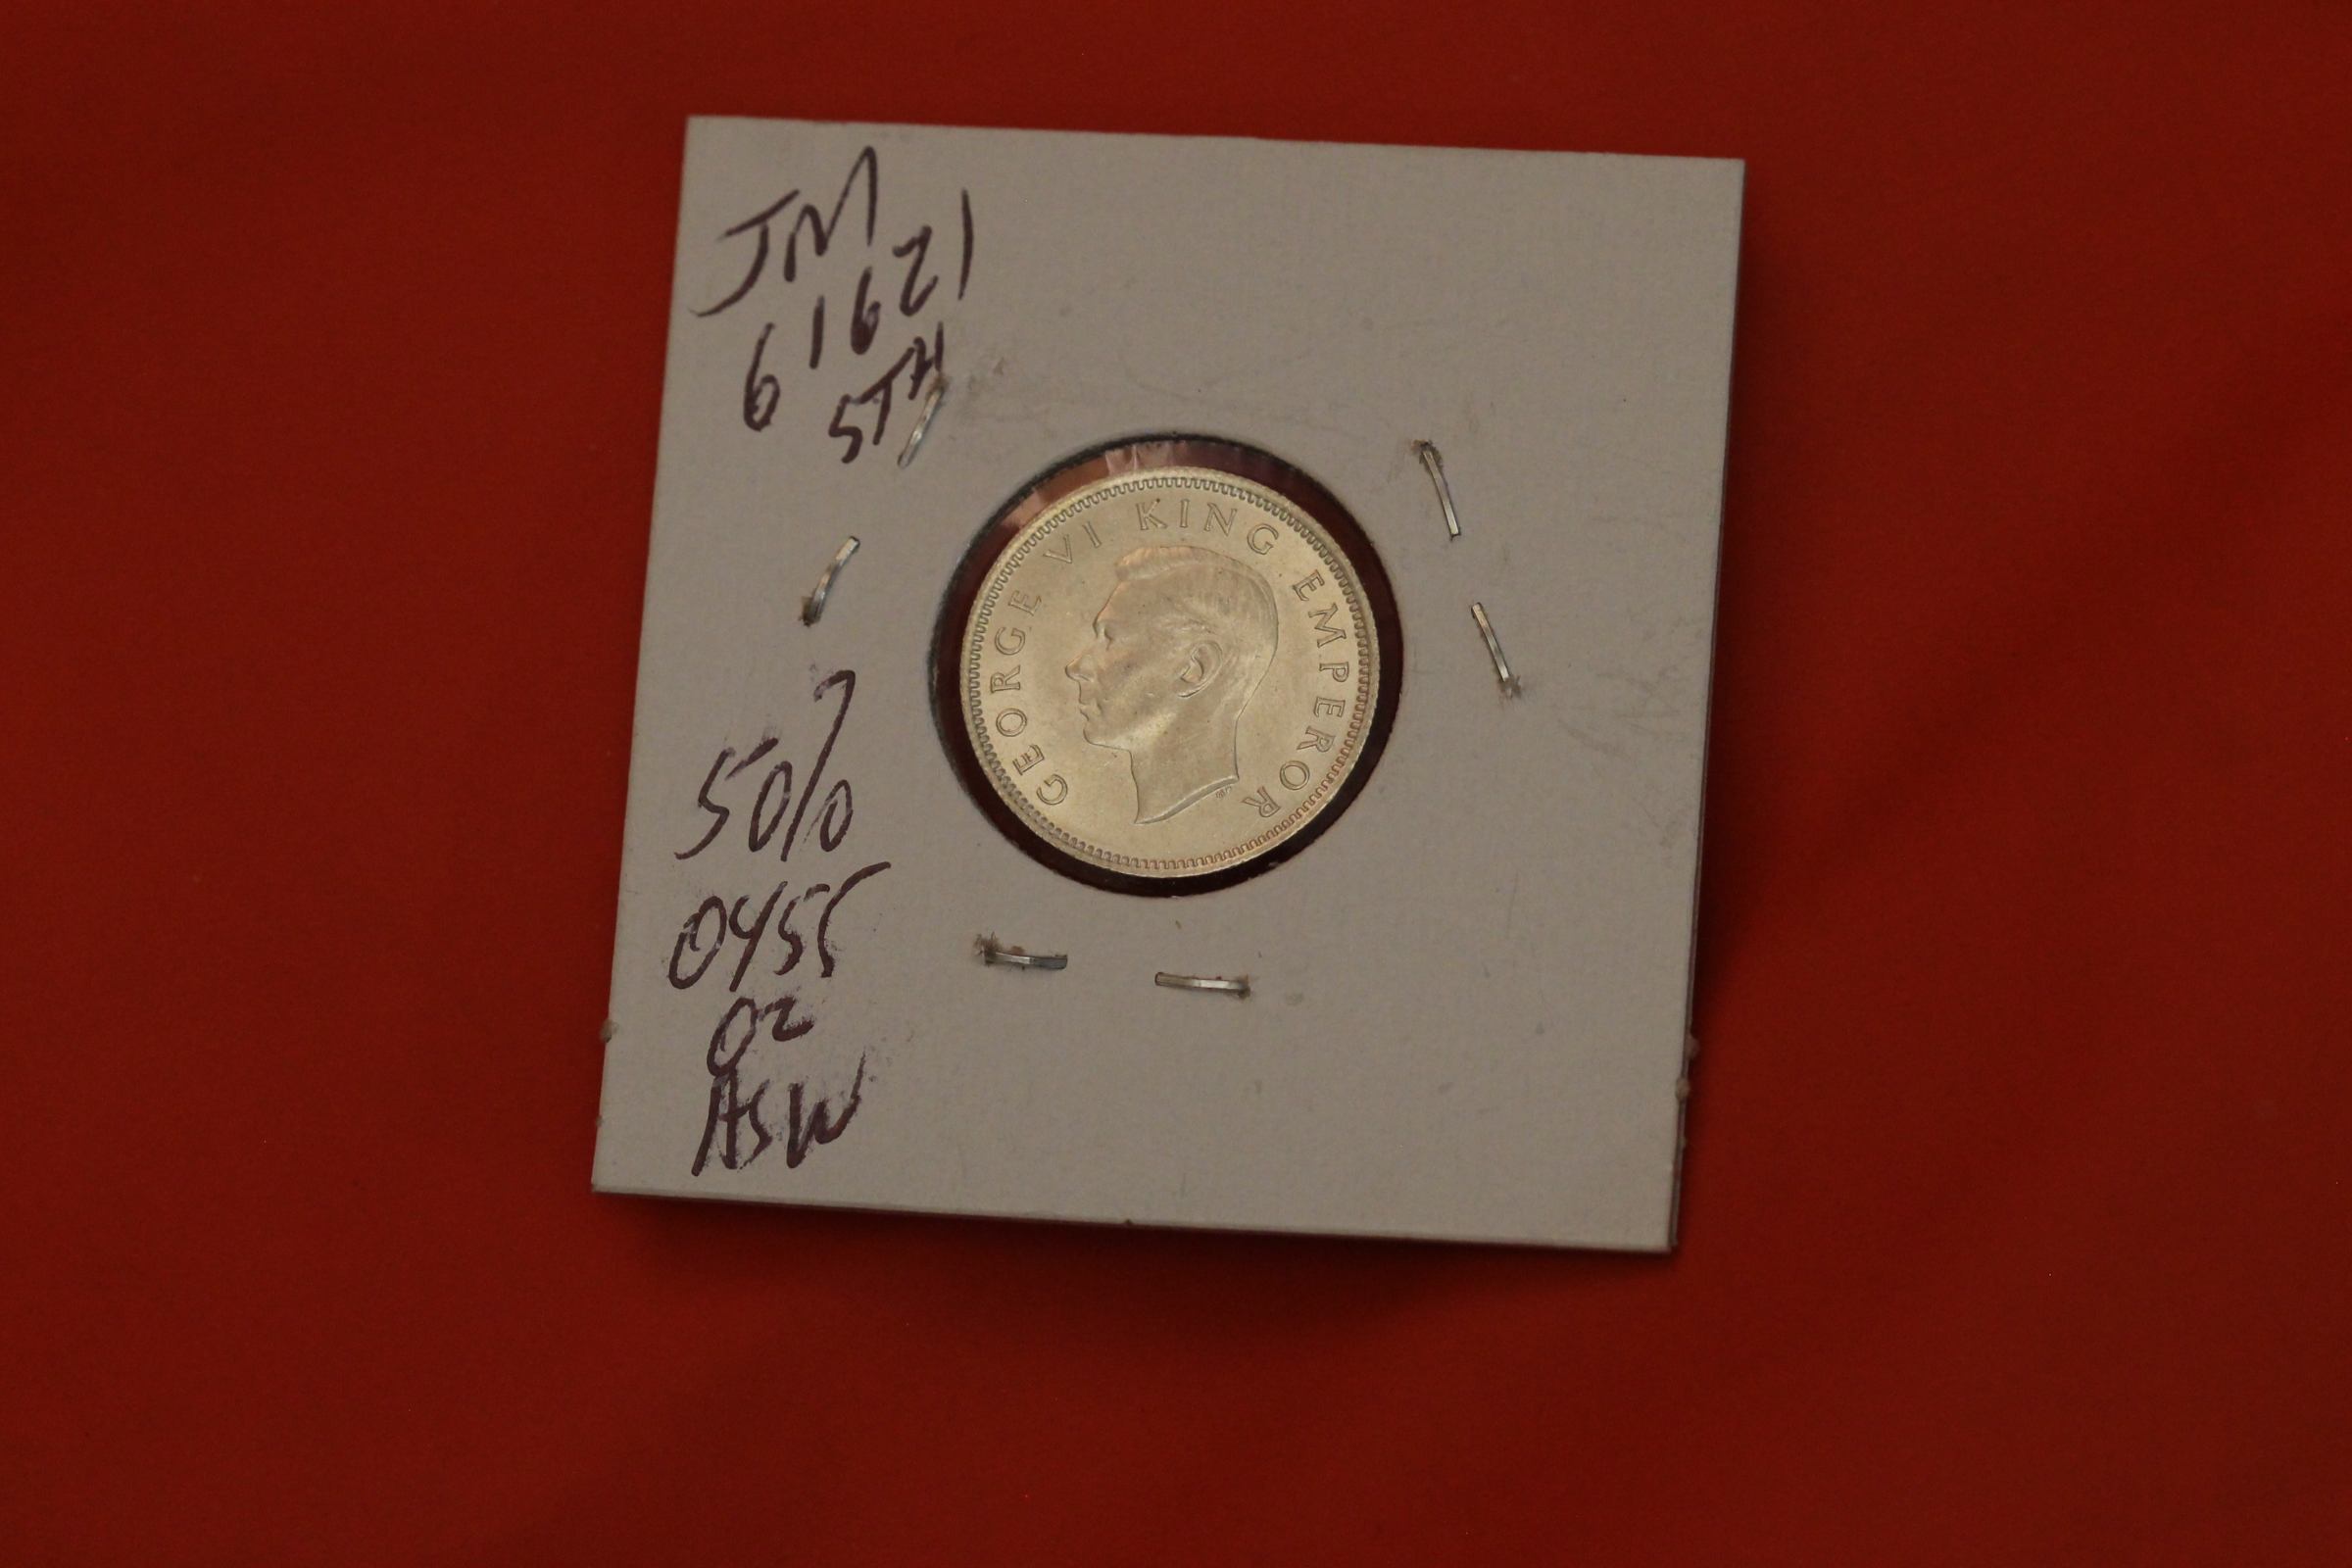 JM
61621
5TH
50%
0455
OZ
ASW
GEORGE VI KING EMPEROR